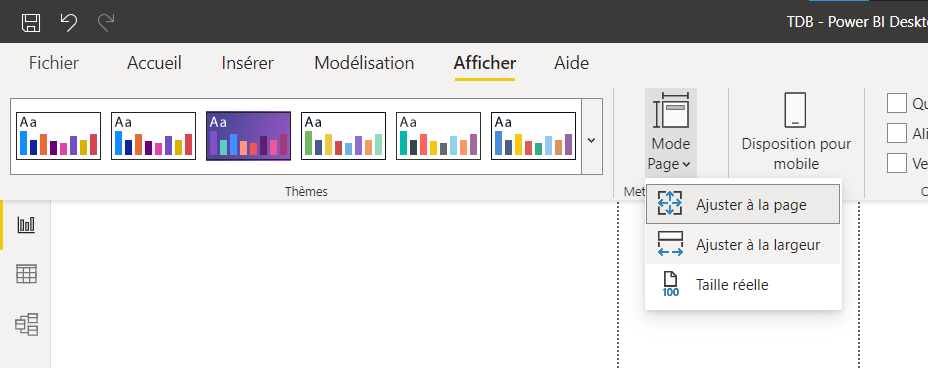 TDB - Power BI Deskt
Fichier Accueil Insérer Modélisation Afficher Aide
Aa Aa Aa Aa Aa Aa
Mode
Page
Disposition pour
mobile
Qu
Ali
Ve
Thèmes
Met
Ajuster à la page
Ajuster à la largeur
100
Taille réelle